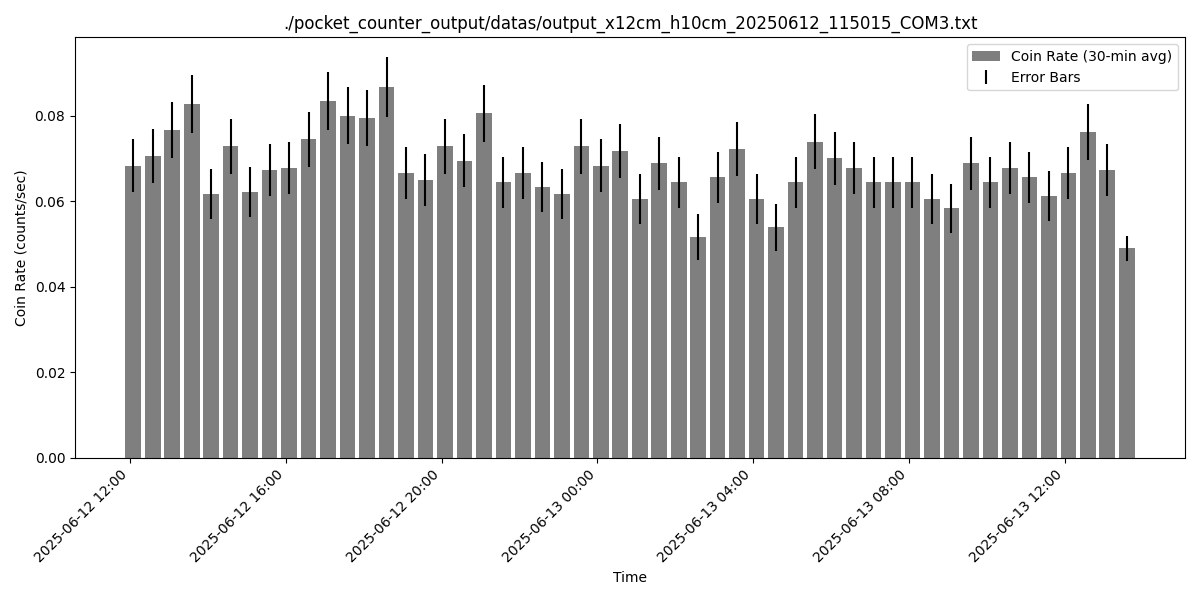 ./pocket_counter_output/datas/output_x12cm_h10cm_20250612_115015_COM3.txt
Coin Rate (30-min avg)
Error Bars
Coin Rate (counts/sec)
0.08
0.06
0.04
0.02
0.00
2025-06-12 12:00
2025-06-12 16:00
2025-06-12 20:00
2025-06-13 00:00
2025-06-13 04:00
2025-06-13 08:00
2025-06-13 12:00
Time